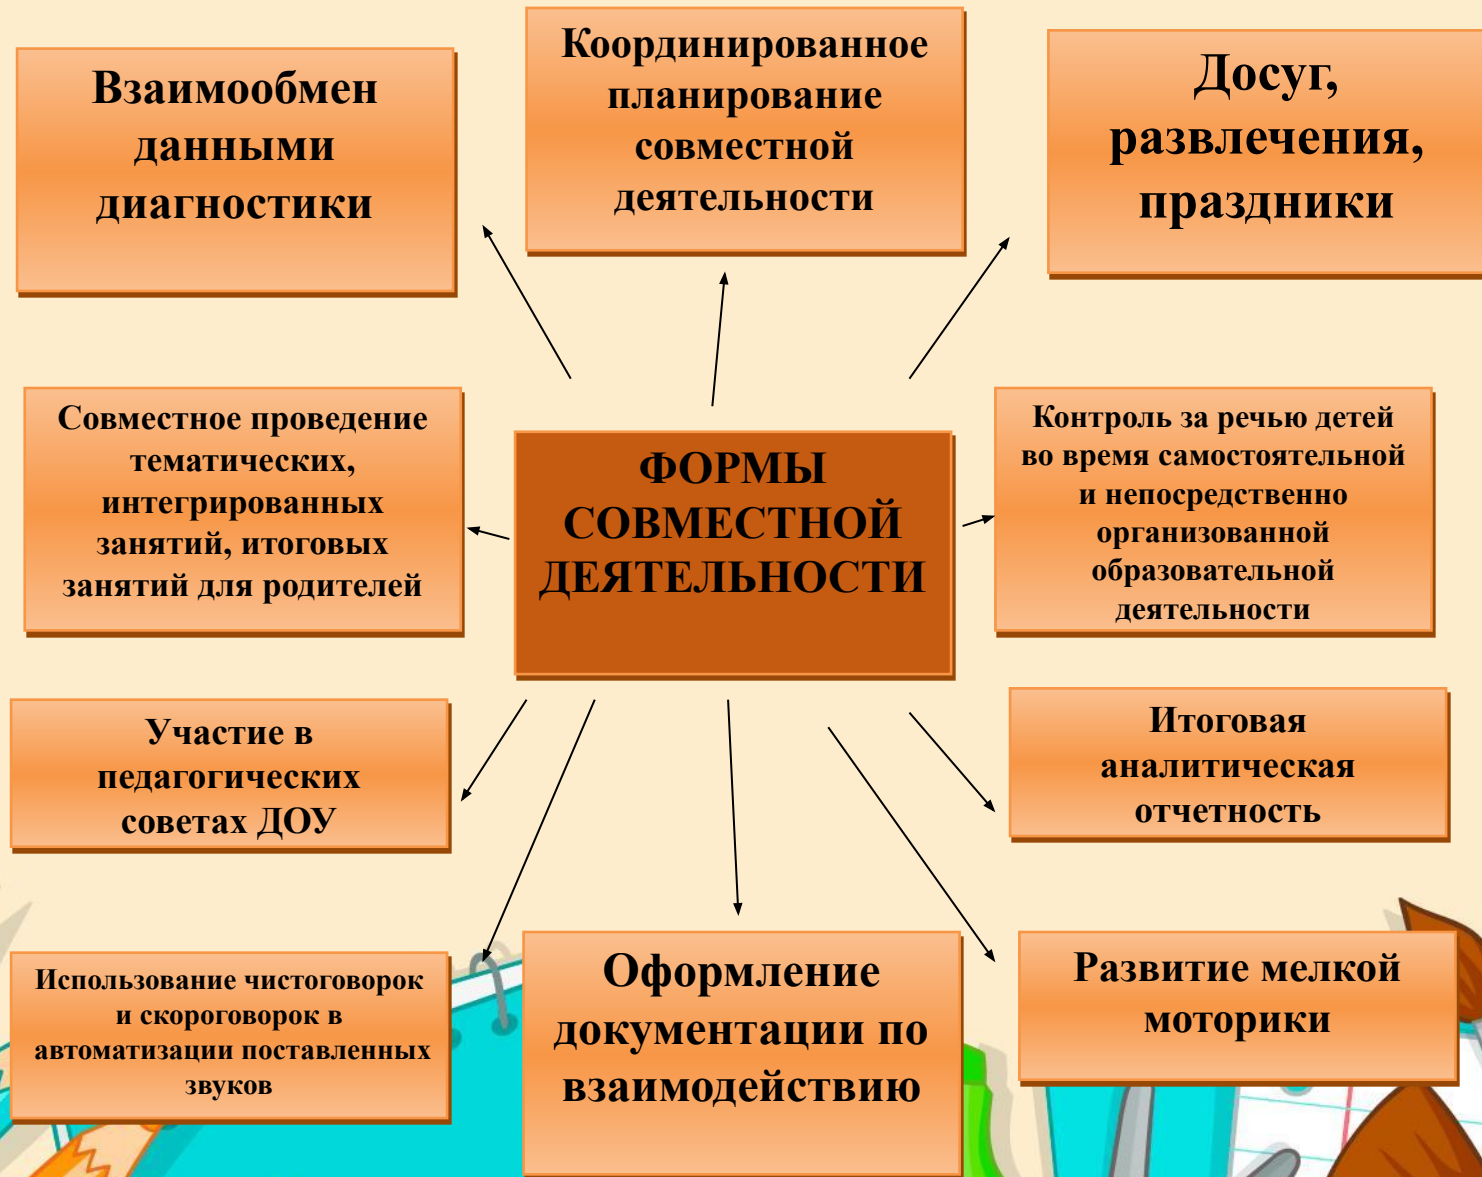 Взаимообмен
данными
диагностики
Координированное
планирование
совместной
деятельности
Досуг,
развлечения,
праздники
Совместное проведение
тематических,
интегрированных
занятий, итоговых
занятий для родителей
ФОРМЫ
СОВМЕСТНОЙ
ДЕЯТЕЛЬНОСТИ
Контроль за речью детей
во время самостоятельной
и непосредственно
организованной
образовательной
деятельности
Участие в
педагогических
советах ДОУ
Итоговая
аналитическая
отчетность
Использование чистоговорок
и скороговорок в
автоматизации поставленных
звуков
Оформление
документации по
взаимодействию
Развитие мелкой
моторики